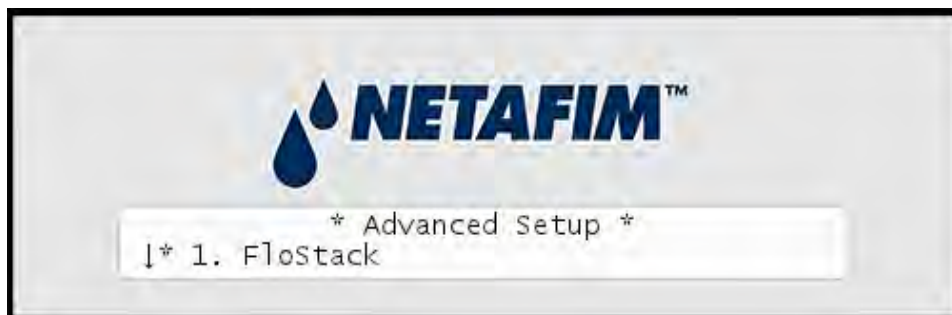 NETAFIM™
* Advanced Setup *
↓* 1. FloStack